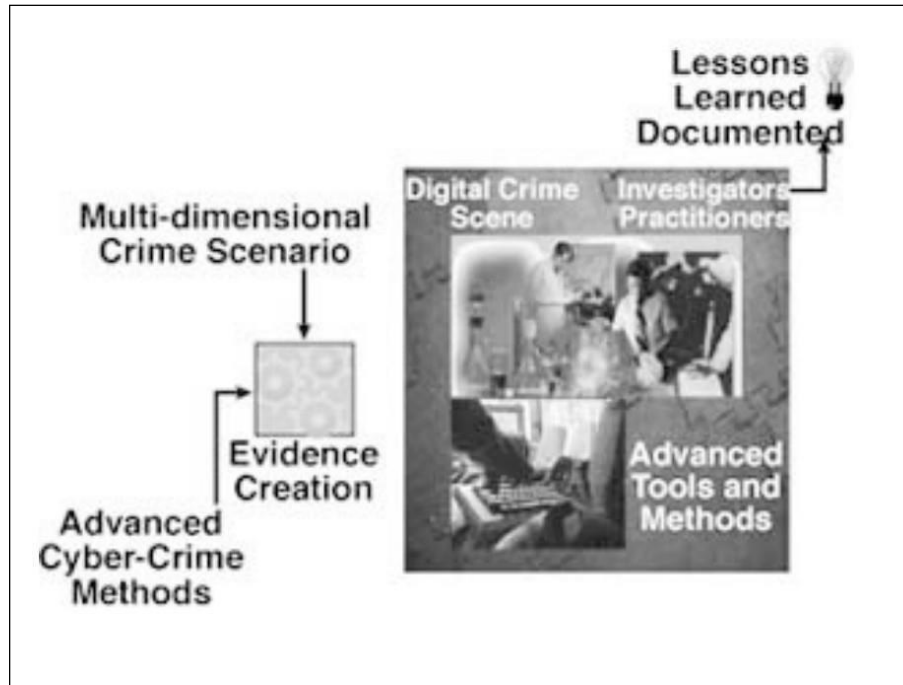 Lessons
Learned
Documented
Digital Crime
Scene
Investigators
Practitioners
Multi-dimensional
Crime Scenario
Evidence
Creation
Advanced
Tools and
Methods
Advanced
Cyber-Crime
Methods